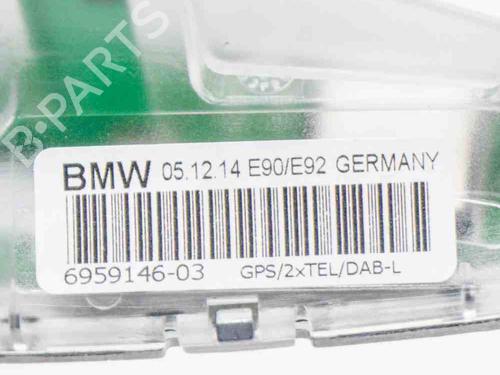 B-PARTS
BMW 05.12.14 E90/E92 GERMANY
6959146-03 GPS/2xTEL/DAB-L